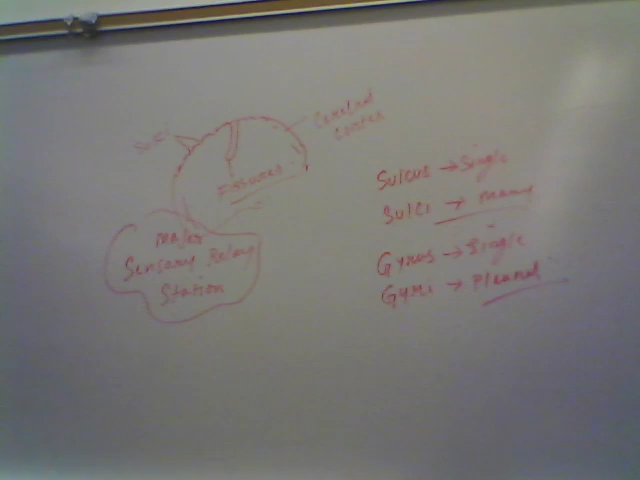 Sulci
Cerebral
cortex
Fissures
Major
Sensory Relay
Station
Sulcus → Single
Sulci → many
Gyrus → Single
Gyri → Plural